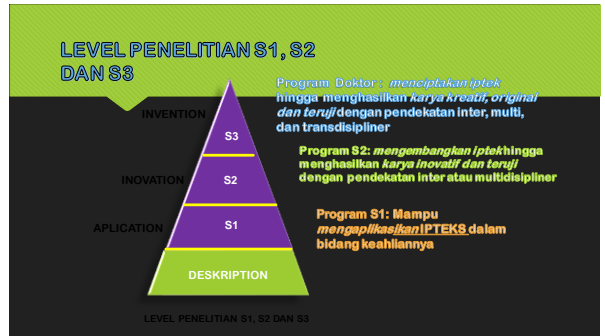 LEVEL PENELITIAN S1, S2
DAN S3
Program Doktor : menciptakan iptek
hingga menghasilkan karya kreatif, original
dan teruji dengan pendekatan inter, multi,
dan transdisipliner
INVENTION
S3
Program S2: mengembangkan iptek hingga
menghasilkan karya inovatif dan teruji
dengan pendekatan inter atau multidisipliner
INOVATION
S2
Program S1: Mampu
mengaplikasikan IPTEKS dalam
bidang keahliannya
APLICATION
S1
DESKRIPTION
LEVEL PENELITIAN S1, S2 DAN S3